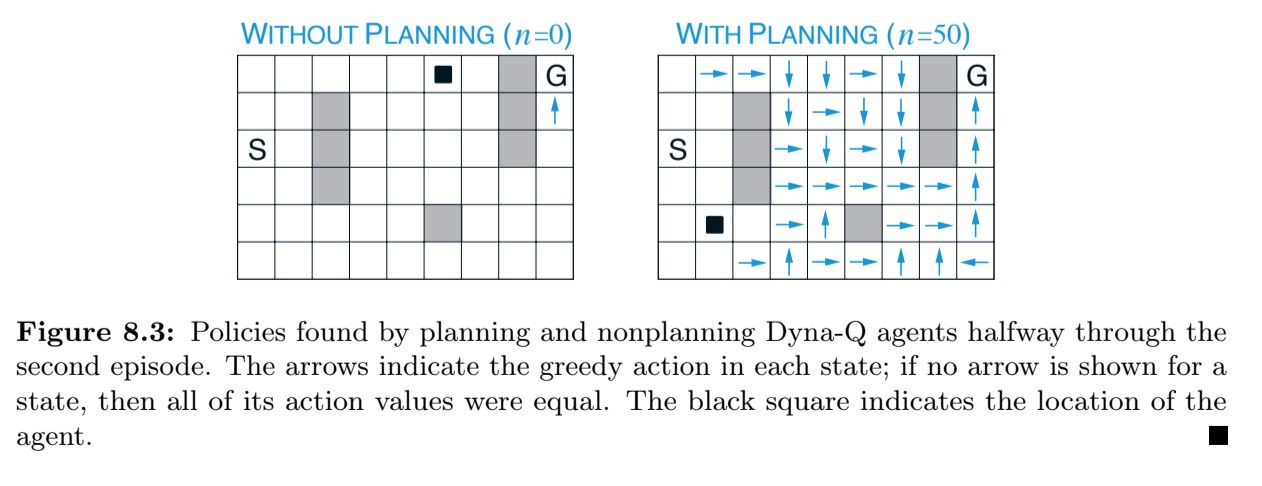 WITHOUT PLANNING (n=0) WITH PLANNING (n=50)
G G
S S
Figure 8.3: Policies found by planning and nonplanning Dyna-Q agents halfway through the
second episode. The arrows indicate the greedy action in each state; if no arrow is shown for a
state, then all of its action values were equal. The black square indicates the location of the
agent.